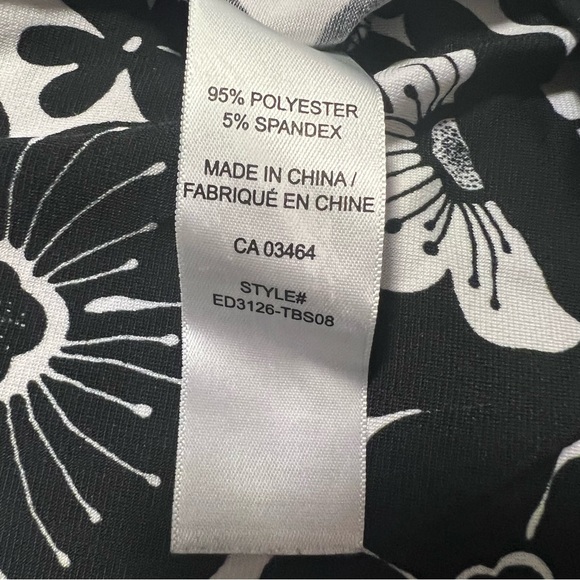 95% POLYESTER
5% SPANDEX
MADE IN CHINA /
FABRIQUÉ EN CHINE
CA 03464
STYLE#
ED3126-TBS08